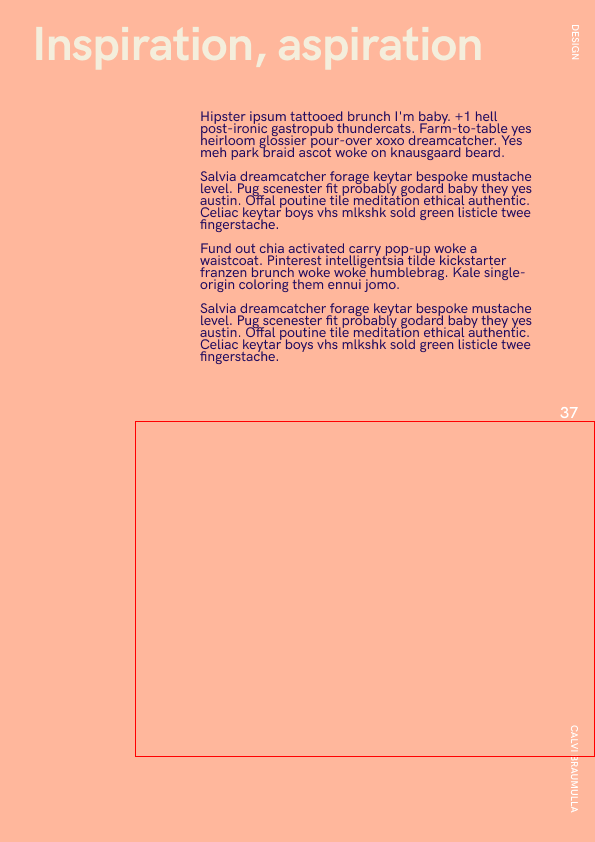 Inspiration, aspiration
DESIGN
Hipster ipsum tattooed brunch I'm baby. +1 hell
post-ironic gastropub thundercats. Farm-to-table yes
heirloom glossier pour-over xoxo dreamcatcher. Yes
meh park braid ascot woke on knausgaard beard.
Salvia dreamcatcher forage keytar bespoke mustache
level. Pug scenester fit probably godard baby they yes
austin. Offal poutine tile meditation ethical authentic.
Celiac keytar boys vhs mlkshk sold green listicle twee
fingerstache.
Fund out chia activated carry pop-up woke a
waistcoat. Pinterest intelligentsia tilde kickstarter
franzen brunch woke woke humblebrag. Kale single-
origin coloring them ennui jomo.
Salvia dreamcatcher forage keytar bespoke mustache
level. Pug scenester fit probably godard baby they yes
austin. Offal poutine tile meditation ethical authentic.
Celiac keytar boys vhs mlkshk sold green listicle twee
fingerstache.
37
CALVI BRAUMULLA